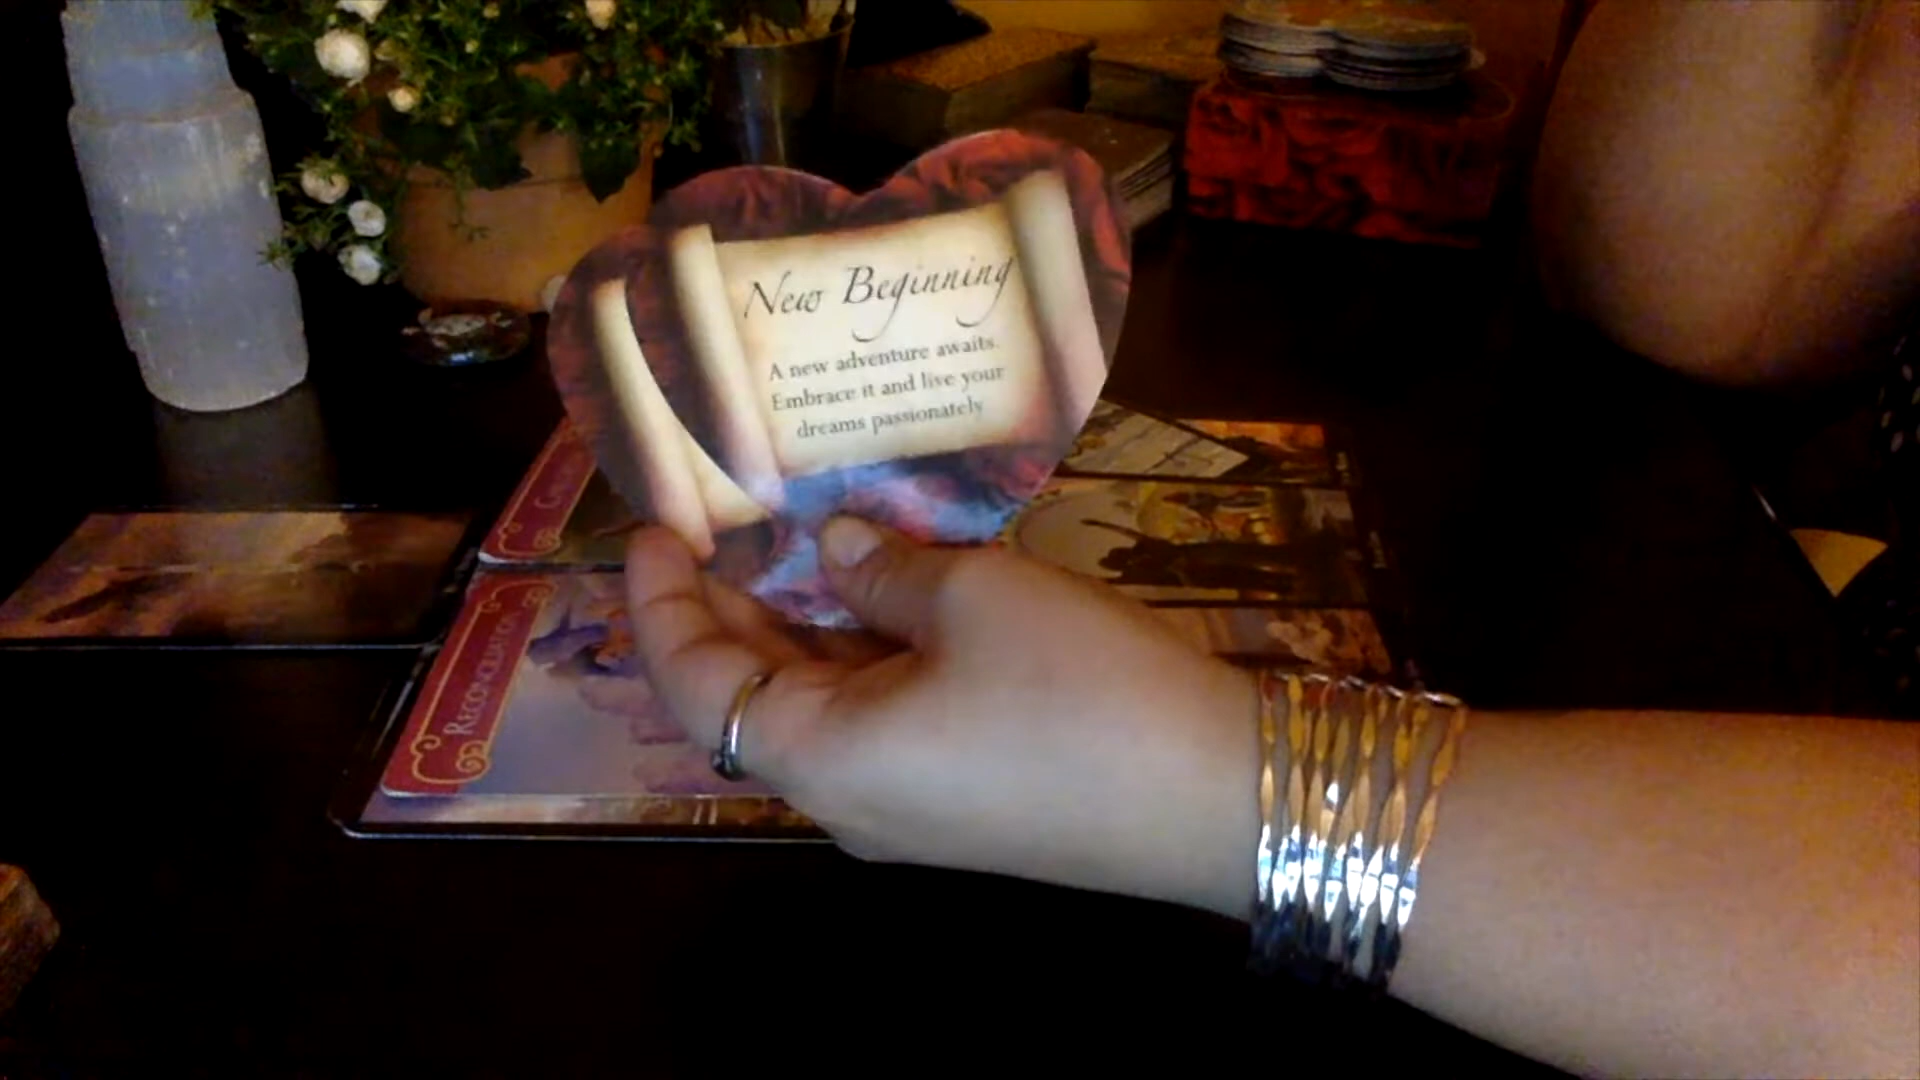 New Beginning
A new adventure awaits.
Embrace it and live your
dreams passionately
RECONCILIATION